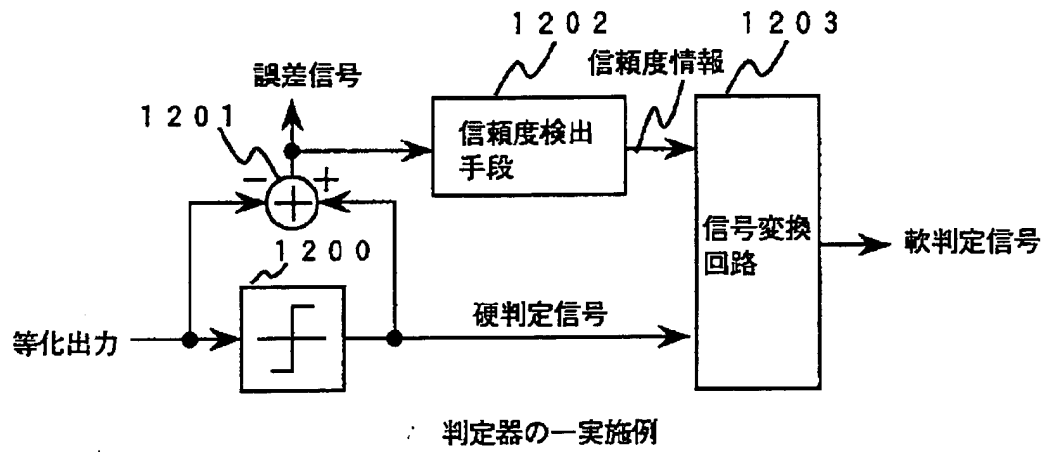 1202
1203
信頼度情報
誤差信号
1201
信頼度検出
手段
− +
1200
信号変換
回路
軟判定信号
硬判定信号
等化出力
判定器の一実施例